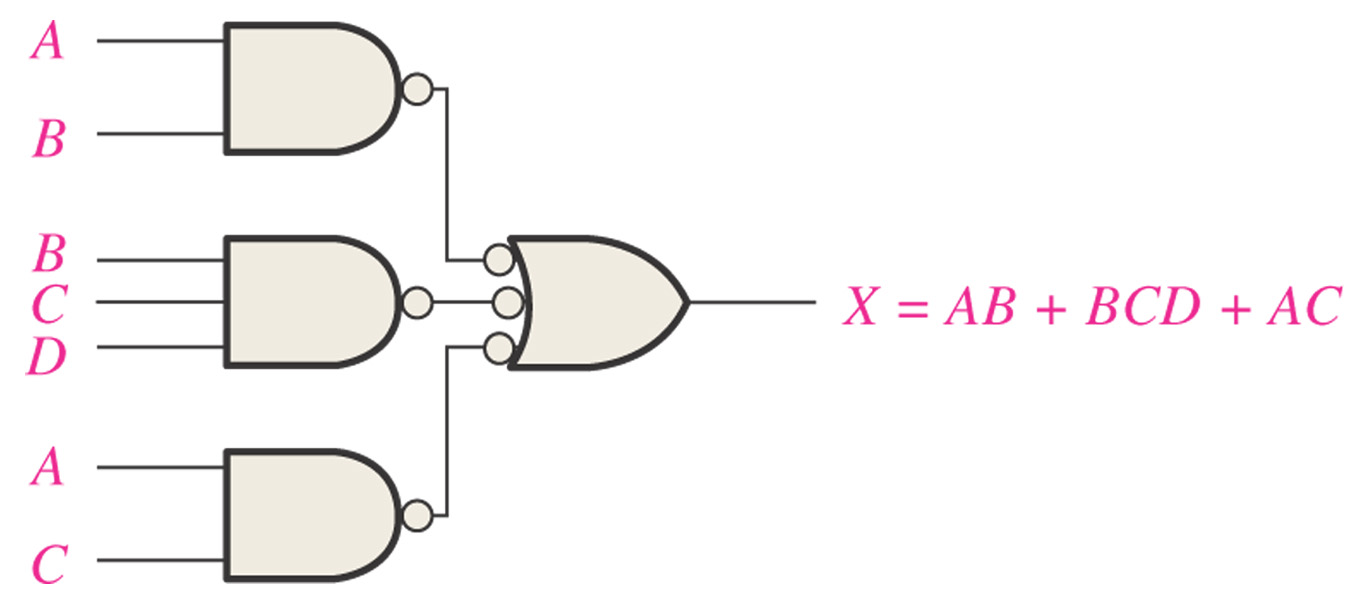 A
B
B
C
D
A
C
X = AB + BCD + AC